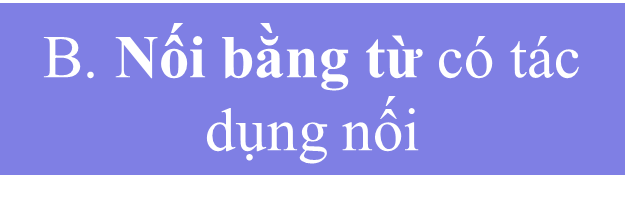 B. Nối bằng từ có tác
dụng nối